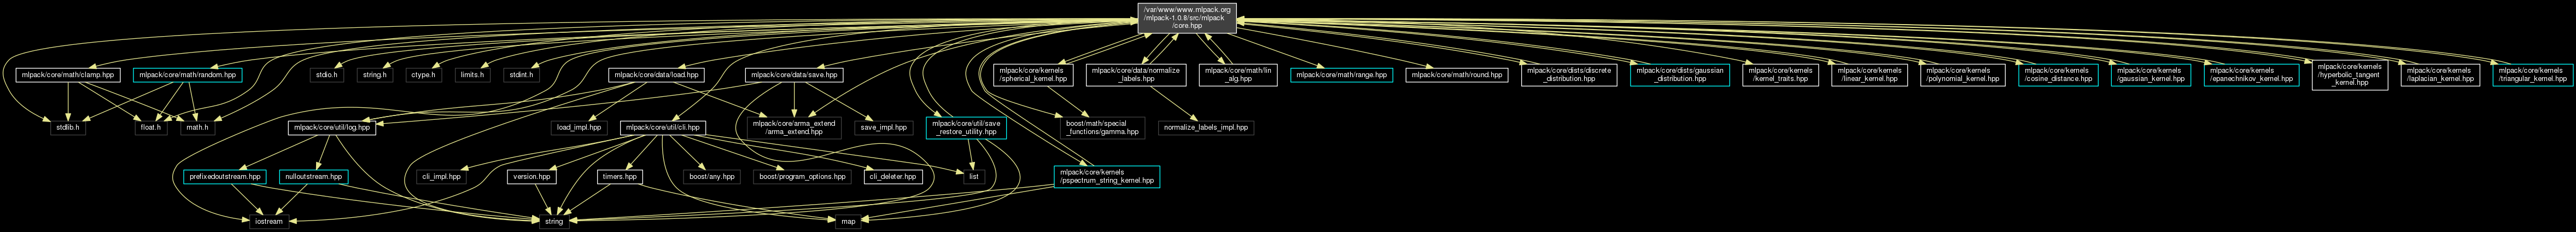 /var/www/www.mlpack.org
/mlpack-1.0.8/src/mlpack
/core.hpp
mlpack/core/math/clamp.hpp
mlpack/core/math/random.hpp
stdio.h
string.h
ctype.h
limits.h
stdint.h
mlpack/core/data/load.hpp
mlpack/core/data/save.hpp
mlpack/core/kernels
/spherical_kernel.hpp
mlpack/core/data/normalize
_labels.hpp
mlpack/core/math/lin
_alg.hpp
mlpack/core/math/range.hpp
mlpack/core/math/round.hpp
mlpack/core/dists/discrete
_distribution.hpp
mlpack/core/dists/gaussian
_distribution.hpp
mlpack/core/kernels
/kernel_traits.hpp
mlpack/core/kernels
/linear_kernel.hpp
mlpack/core/kernels
/polynomial_kernel.hpp
mlpack/core/kernels
/cosine_distance.hpp
mlpack/core/kernels
/gaussian_kernel.hpp
mlpack/core/kernels
/epanechnikov_kernel.hpp
mlpack/core/kernels
/hyperbolic_tangent
_kernel.hpp
mlpack/core/kernels
/laplacian_kernel.hpp
mlpack/core/kernels
/triangular_kernel.hpp
stdlib.h
float.h
math.h
mlpack/core/util/log.hpp
load_impl.hpp
mlpack/core/util/cli.hpp
mlpack/core/arma_extend
/arma_extend.hpp
save_impl.hpp
mlpack/core/util/save
_restore_utility.hpp
boost/math/special
_functions/gamma.hpp
normalize_labels_impl.hpp
prefixedoutstream.hpp
nulloutstream.hpp
cli_impl.hpp
version.hpp
timers.hpp
boost/any.hpp
boost/program_options.hpp
cli_deleter.hpp
list
mlpack/core/kernels
/pspectrum_string_kernel.hpp
iostream
string
map